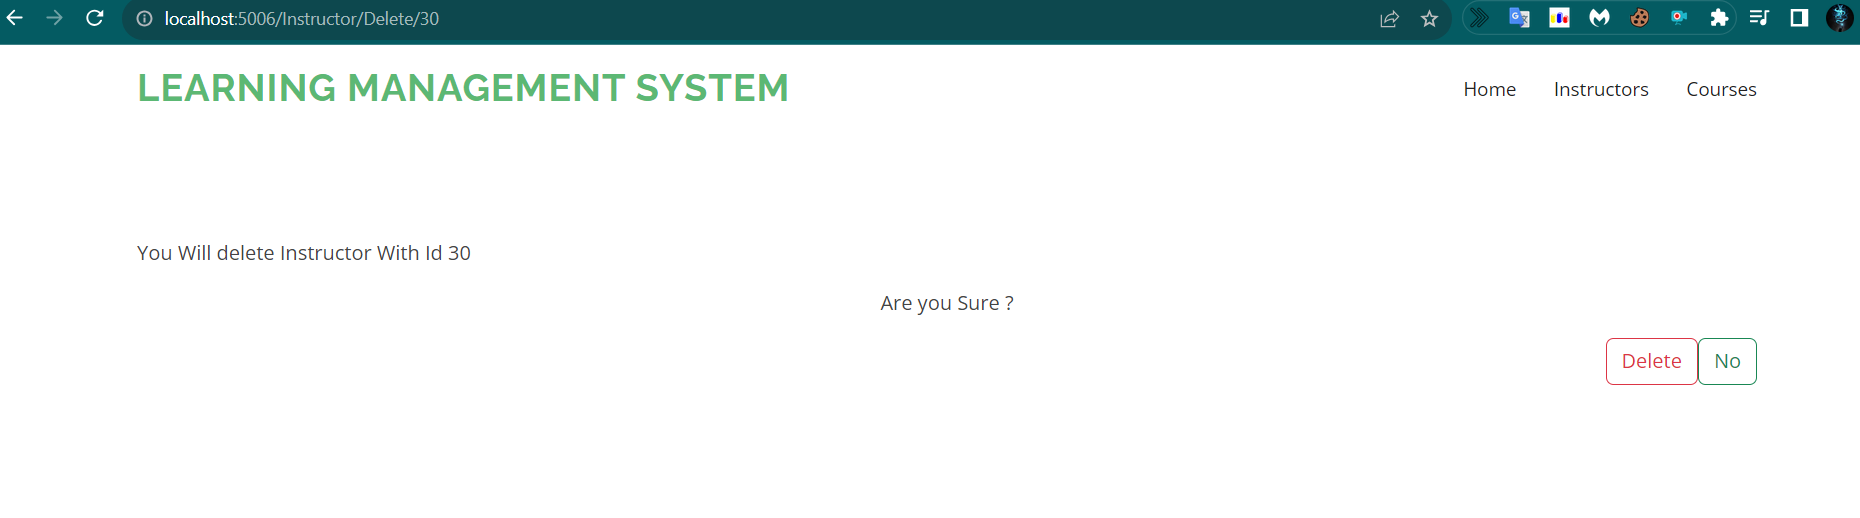 localhost:5006/Instructor/Delete/30
LEARNING MANAGEMENT SYSTEM
Home Instructors Courses
You Will delete Instructor With Id 30
Are you Sure ?
Delete No